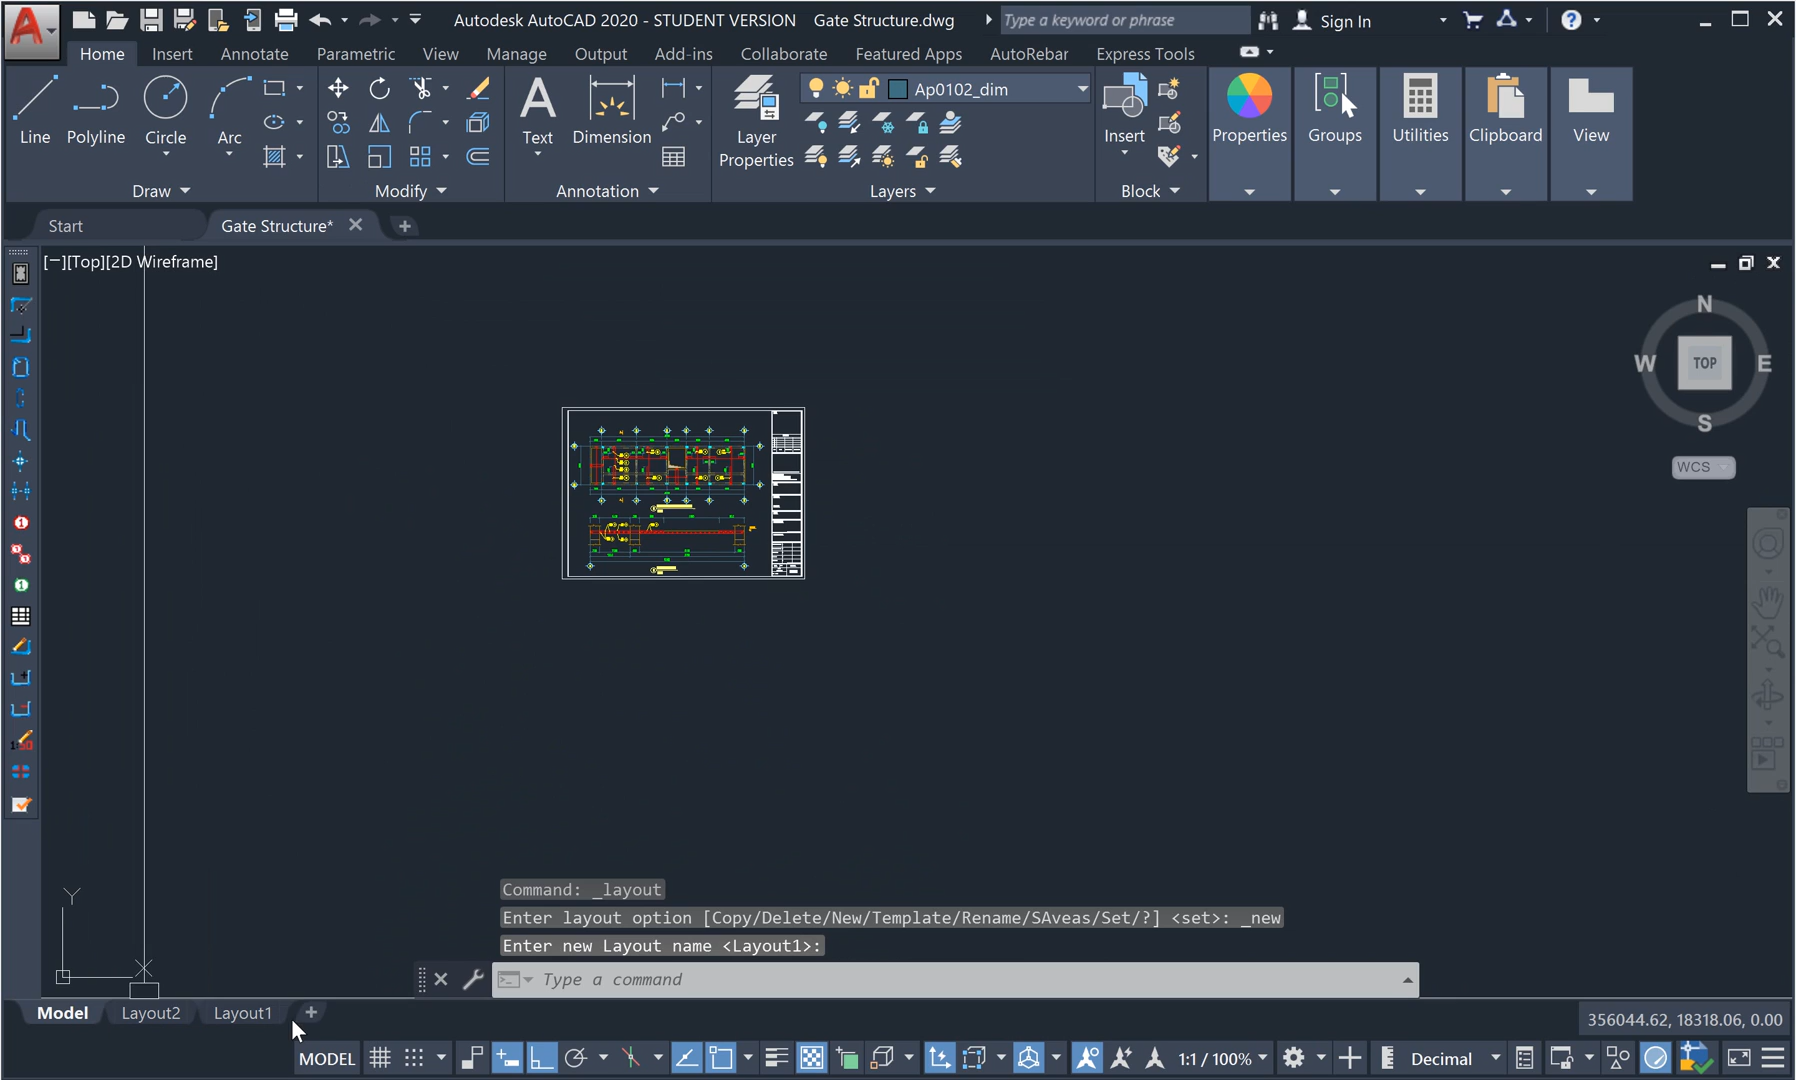 Autodesk AutoCAD 2020 - STUDENT VERSION Gate Structure.dwg Type a keyword or phrase Sign In
Home Insert Annotate Parametric View Manage Output Add-ins Collaborate Featured Apps AutoRebar Express Tools
Line Polyline Circle Arc Text Dimension Layer Properties Ap0102_dim Insert Properties Groups Utilities Clipboard View
Draw Modify Annotation Layers Block
Start Gate Structure*
[−][Top][2D Wireframe]
N
W TOP E
S
WCS
Y
X
Command: _layout
Enter layout option [Copy/Delete/New/Template/Rename/SAveas/Set/?] <set>: _new
Enter new Layout name <Layout1>:
Type a command
Model Layout2 Layout1 +
356044.62, 18318.06, 0.00
MODEL 1:1 / 100% Decimal